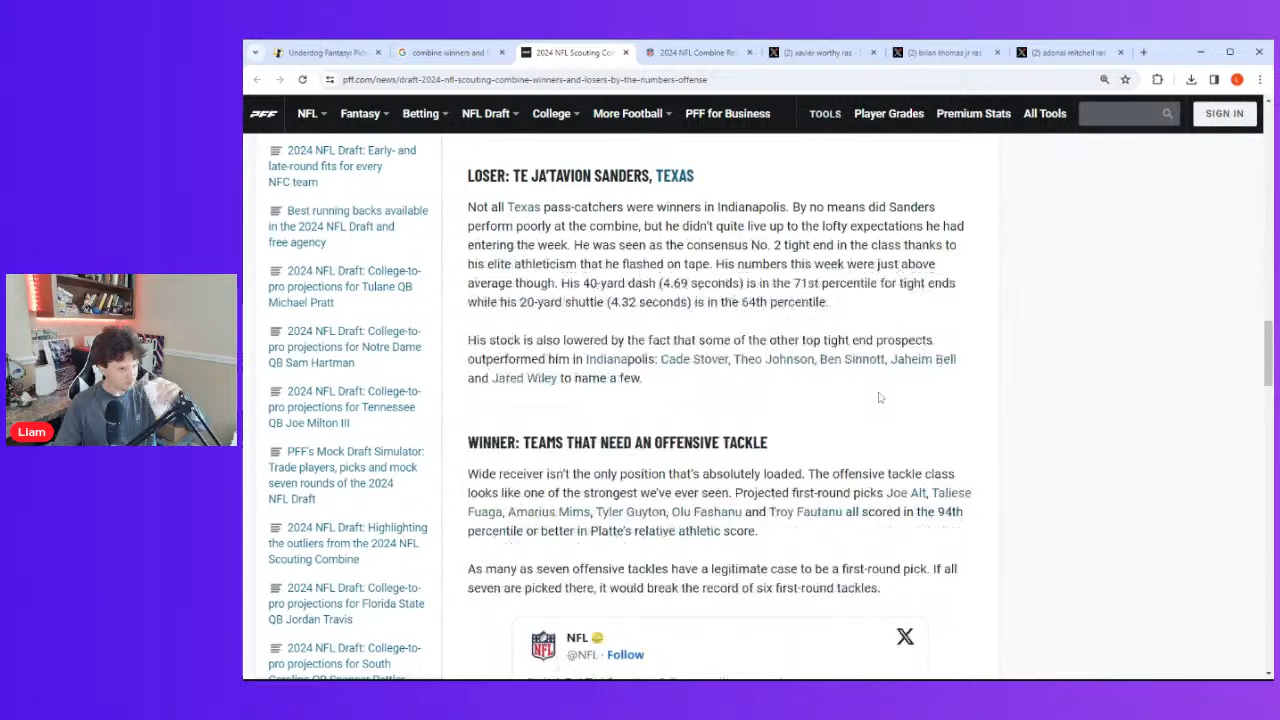 Underdog Fantasy: Pic
combine winners and
2024 NFL Scouting Co
2024 NFL Combine Re
(2) xavier worthy ras
(2) brian thomas jr ras
(2) adonai mitchell ras
pff.com/news/draft-2024-nfl-scouting-combine-winners-and-losers-by-the-numbers-offense
PFF
NFL
Fantasy
Betting
NFL Draft
College
More Football
PFF for Business
TOOLS
Player Grades
Premium Stats
All Tools
SIGN IN
2024 NFL Draft: Early- and
late-round fits for every
NFC team
Best running backs available
in the 2024 NFL Draft and
free agency
2024 NFL Draft: College-to-
pro projections for Tulane QB
Michael Pratt
2024 NFL Draft: College-to-
pro projections for Notre Dame
QB Sam Hartman
2024 NFL Draft: College-to-
pro projections for Tennessee
QB Joe Milton III
PFF's Mock Draft Simulator:
Trade players, picks and mock
seven rounds of the 2024
NFL Draft
2024 NFL Draft: Highlighting
the outliers from the 2024 NFL
Scouting Combine
2024 NFL Draft: College-to-
pro projections for Florida State
QB Jordan Travis
2024 NFL Draft: College-to-
pro projections for South
Carolina QB Spencer Rattler
LOSER: TE JA'TAVION SANDERS, TEXAS
Not all Texas pass-catchers were winners in Indianapolis. By no means did Sanders
perform poorly at the combine, but he didn't quite live up to the lofty expectations he had
entering the week. He was seen as the consensus No. 2 tight end in the class thanks to
his elite athleticism that he flashed on tape. His numbers this week were just above
average though. His 40-yard dash (4.69 seconds) is in the 71st percentile for tight ends
while his 20-yard shuttle (4.32 seconds) is in the 64th percentile.
His stock is also lowered by the fact that some of the other top tight end prospects
outperformed him in Indianapolis: Cade Stover, Theo Johnson, Ben Sinnott, Jaheim Bell
and Jared Wiley to name a few.
WINNER: TEAMS THAT NEED AN OFFENSIVE TACKLE
Wide receiver isn't the only position that's absolutely loaded. The offensive tackle class
looks like one of the strongest we've ever seen. Projected first-round picks Joe Alt, Taliese
Fuaga, Amarius Mims, Tyler Guyton, Olu Fashanu and Troy Fautanu all scored in the 94th
percentile or better in Platte's relative athletic score.
As many as seven offensive tackles have a legitimate case to be a first-round pick. If all
seven are picked there, it would break the record of six first-round tackles.
NFL
@NFL · Follow
Liam